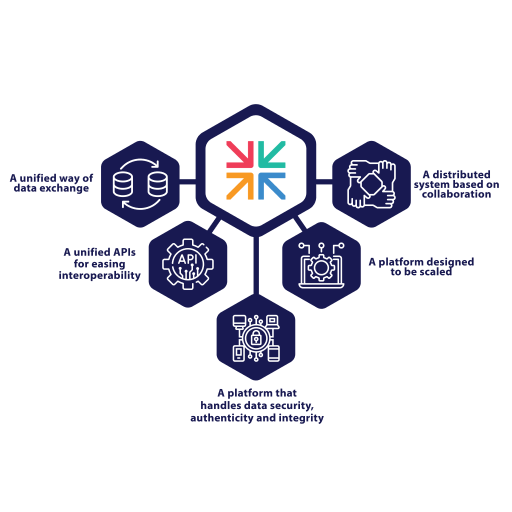 A unified way of
data exchange
A distributed
system based on
collaboration
A unified APIs
for easing
interoperability
API
A platform designed
to be scaled
A platform that
handles data security,
authenticity and integrity